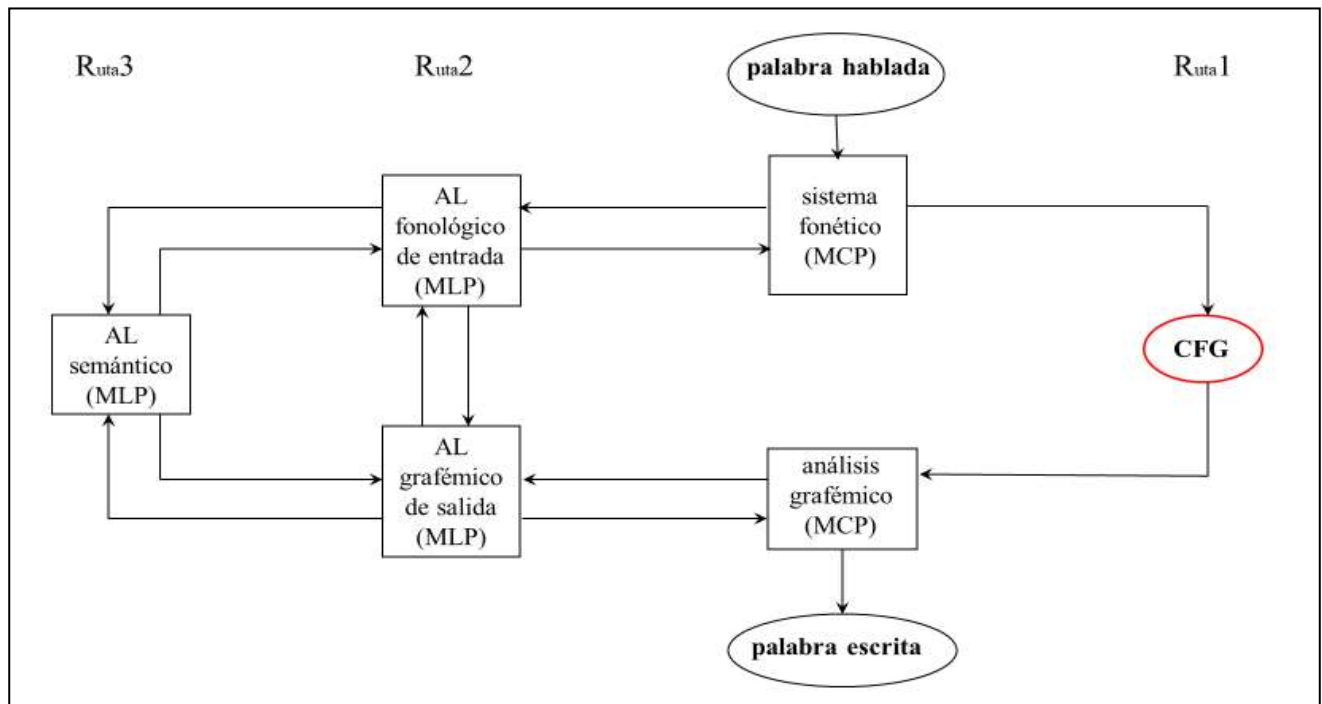 Ruta3
Ruta2
palabra hablada
Ruta1
AL
fonológico
de entrada
(MLP)
sistema
fonético
(MCP)
AL
semántico
(MLP)
CFG
AL
grafémico
de salida
(MLP)
análisis
grafémico
(MCP)
palabra escrita